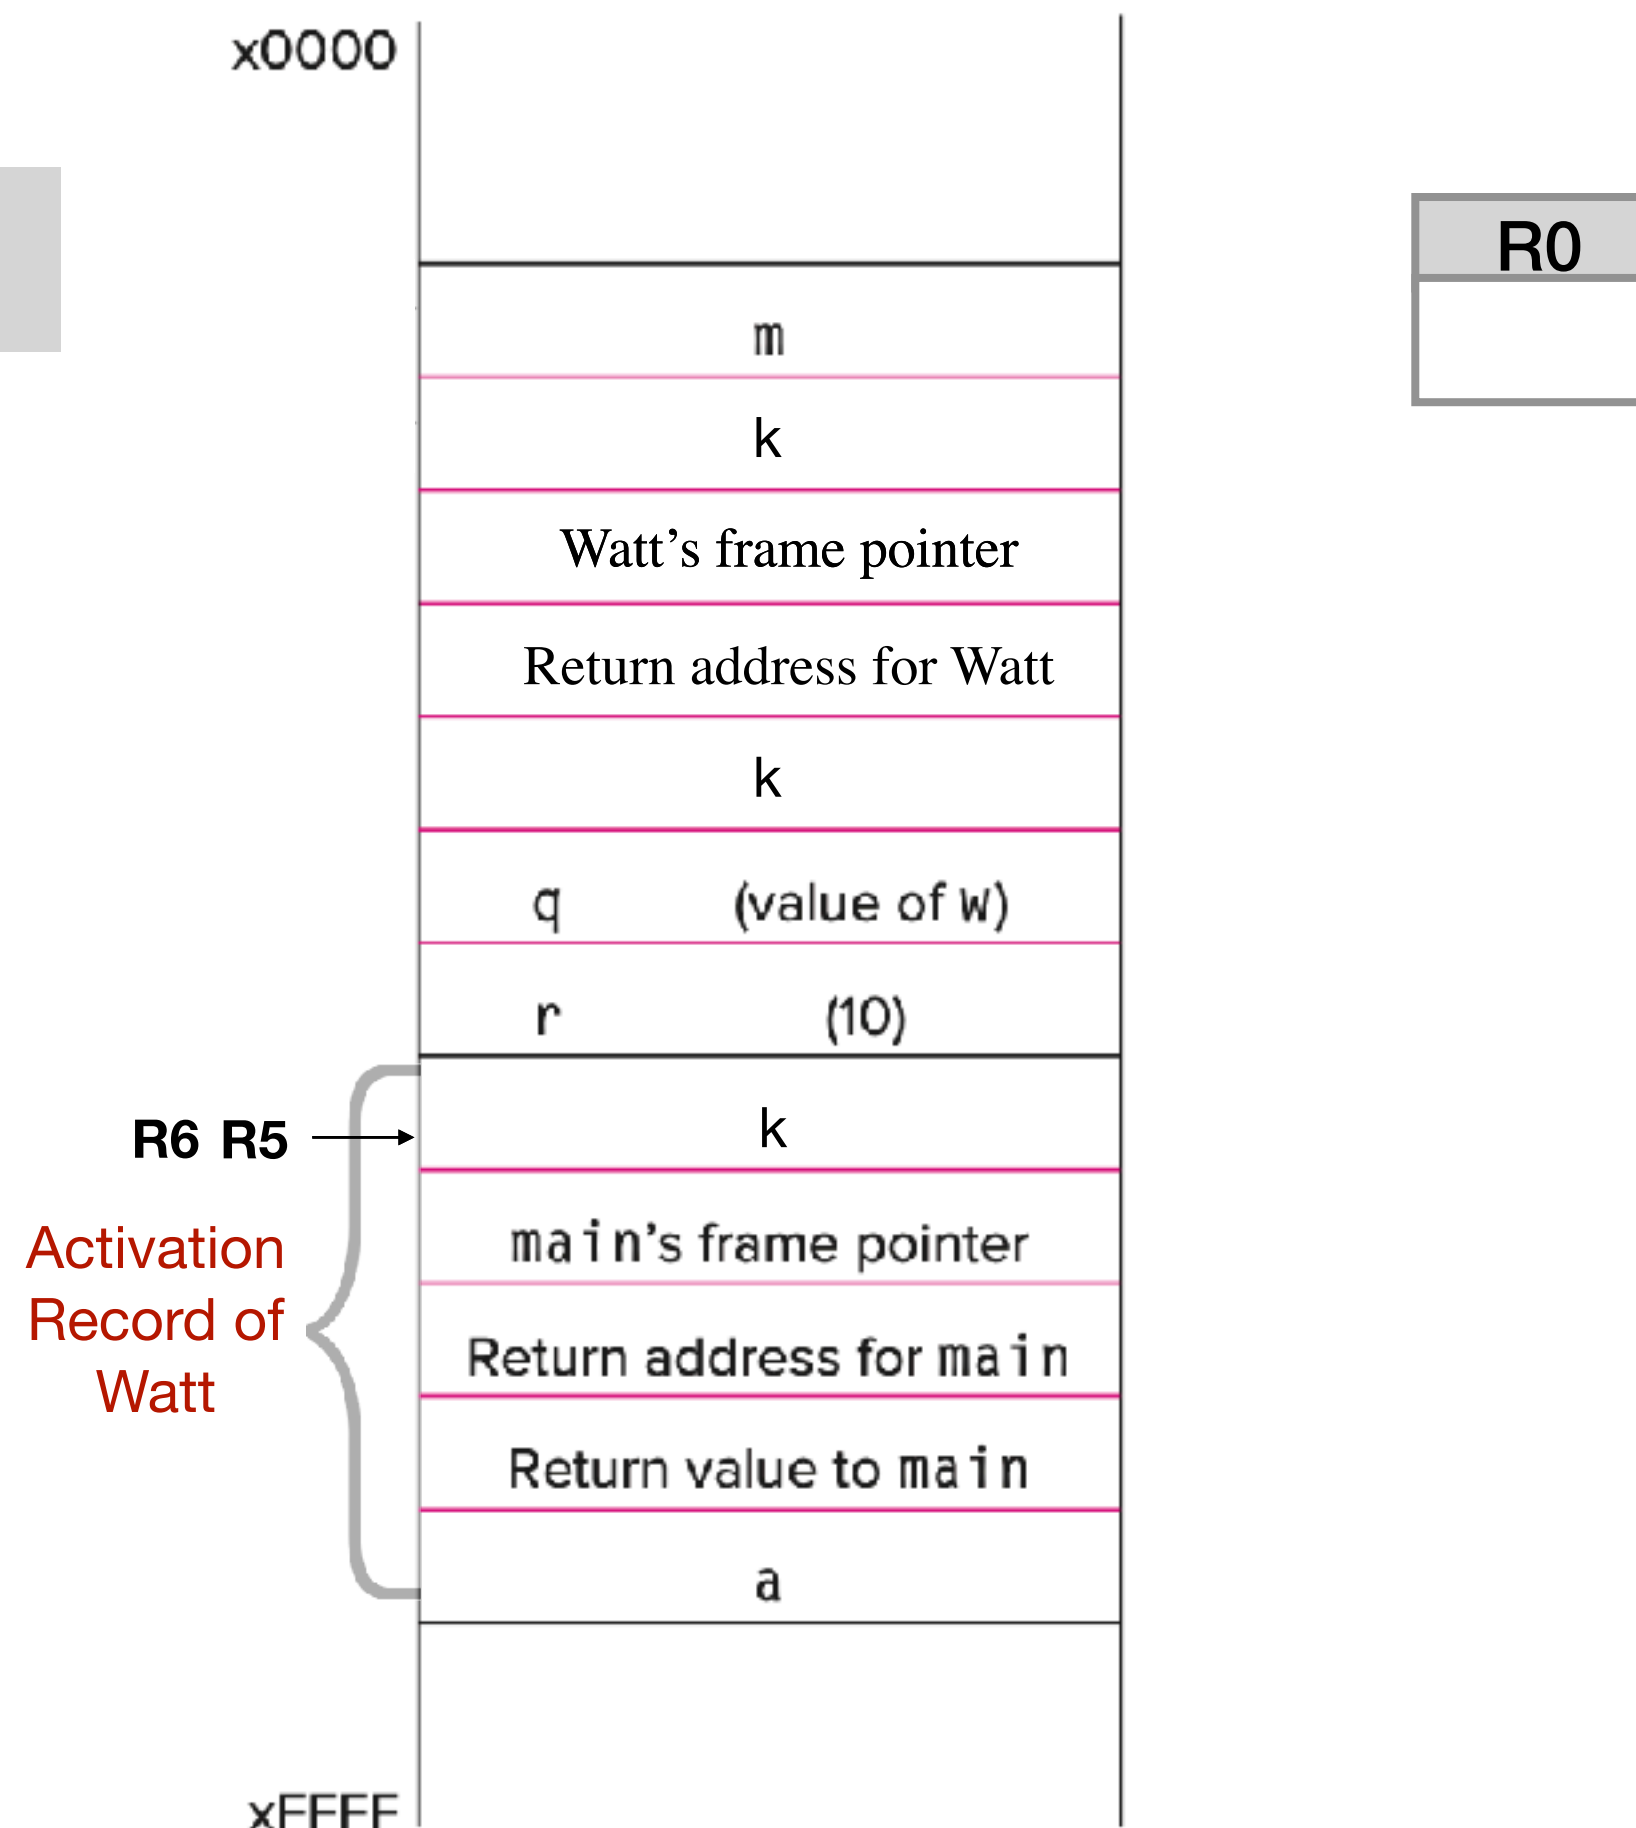 x0000
R0
m
k
Watt’s frame pointer
Return address for Watt
k
q (value of w)
r (10)
R6 R5
k
Activation
Record of
Watt
main’s frame pointer
Return address for main
Return value to main
a
xFFFF